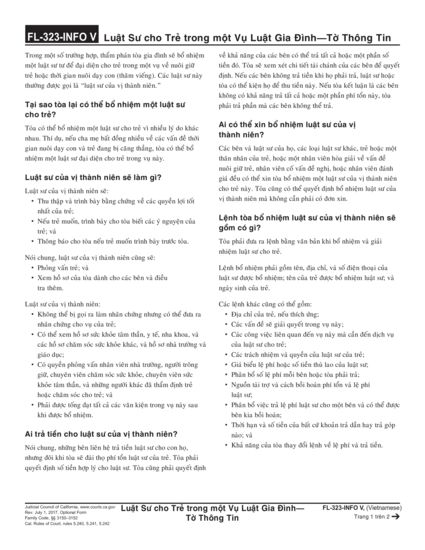 FL-323-INFO V Luật Sư cho Trẻ trong một Vụ Luật Gia Đình—Tờ Thông Tin
Trong một số trường hợp, thẩm phán tòa gia đình sẽ bổ nhiệm
một luật sư tư để đại diện cho trẻ trong một vụ về nuôi giữ
trẻ hoặc thời gian nuôi dạy con (thăm viếng). Các luật sư này
thường được gọi là “luật sư của vị thành niên.”
Tại sao tòa lại có thể bổ nhiệm một luật sư
cho trẻ?
Tòa có thể bổ nhiệm một luật sư cho trẻ vì nhiều lý do khác
nhau. Thí dụ, nếu cha mẹ bất đồng nhiều về các vấn đề thời
gian nuôi dạy con và trẻ đang bị căng thẳng, tòa có thể bổ
nhiệm một luật sư đại diện cho trẻ trong vụ này.
Luật sư của vị thành niên sẽ làm gì?
Luật sư của vị thành niên sẽ:
• Thu thập và trình bày bằng chứng về các quyền lợi tốt
nhất của trẻ;
• Nếu trẻ muốn, trình bày cho tòa biết các ý nguyện của
trẻ; và
• Thông báo cho tòa nếu trẻ muốn trình bày trước tòa.
Nói chung, luật sư của vị thành niên cũng sẽ:
• Phỏng vấn trẻ; và
• Xem hồ sơ của tòa dành cho các bên và điều
tra thêm.
Luật sư của vị thành niên:
• Không thể bị gọi ra làm nhân chứng nhưng có thể đưa ra
nhân chứng cho vụ của trẻ;
• Có thể xem hồ sơ sức khỏe tâm thần, y tế, nha khoa, và
các hồ sơ chăm sóc sức khỏe khác, và hồ sơ nhà trường và
giáo dục;
• Có quyền phỏng vấn nhân viên nhà trường, người trông
giữ, chuyên viên chăm sóc sức khỏe, chuyên viên sức
khỏe tâm thần, và những người khác đã thẩm định trẻ
hoặc chăm sóc cho trẻ; và
• Phải được tống đạt tất cả các văn kiện trong vụ này sau
khi được bổ nhiệm.
Ai trả tiền cho luật sư của vị thành niên?
Nói chung, những bên liên hệ trả tiền luật sư cho con họ,
nhưng đôi khi tòa sẽ đài thọ phí tổn luật sư của trẻ. Tòa phải
quyết định số tiền hợp lý cho luật sư. Tòa cũng phải quyết định
về khả năng của các bên có thể trả tất cả hoặc một phần số
tiền đó. Tòa sẽ xem xét chi tiết tài chánh của các bên để quyết
định. Nếu các bên không trả tiền khi họ phải trả, luật sư hoặc
tòa có thể kiện họ để thu tiền này. Nếu tòa kết luận là các bên
không có khả năng trả tất cả hoặc một phần phí tổn này, tòa
phải trả phần mà các bên không thể trả.
Ai có thể xin bổ nhiệm luật sư của vị
thành niên?
Các bên và luật sư của họ, các loại luật sư khác, trẻ hoặc một
thân nhân của trẻ, hoặc một nhân viên hòa giải về vấn đề
nuôi giữ trẻ, nhân viên cố vấn đề nghị, hoặc nhân viên đánh
giá đều có thể xin tòa bổ nhiệm một luật sư của vị thành niên
cho trẻ này. Tòa cũng có thể quyết định bổ nhiệm luật sư của
vị thành niên mà không cần phải có đơn xin.
Lệnh tòa bổ nhiệm luật sư của vị thành niên sẽ
gồm có gì?
Tòa phải đưa ra lệnh bằng văn bản khi bổ nhiệm và giải
nhiệm luật sư cho trẻ.
Lệnh bổ nhiệm phải gồm tên, địa chỉ, và số điện thoại của
luật sư được bổ nhiệm; tên của trẻ được bổ nhiệm luật sư; và
ngày sinh của trẻ.
Các lệnh khác cũng có thể gồm:
• Địa chỉ của trẻ, nếu thích ứng;
• Các vấn đề sẽ giải quyết trong vụ này;
• Các công việc liên quan đến vụ này mà cần đến dịch vụ
của luật sư cho trẻ;
• Các trách nhiệm và quyền của luật sư của trẻ;
• Giá biểu lệ phí hoặc số tiền thù lao của luật sư;
• Phân bổ số lệ phí mỗi bên hoặc tòa phải trả;
• Nguồn tài trợ và cách bồi hoàn phí tổn và lệ phí
luật sư;
• Phân bổ việc trả lệ phí luật sư cho một bên và có thể được
bên kia bồi hoàn;
• Thời hạn và số tiền của bất cứ khoản trả dần hay trả góp
nào; và
• Khả năng của tòa thay đổi lệnh về lệ phí và trả tiền.
Judicial Council of California, www.courts.ca.gov
Rev. July 1, 2017, Optional Form
Family Code, §§ 3150–3152
Cal. Rules of Court, rules 5.240, 5.241, 5.242
Luật Sư cho Trẻ trong một Vụ Luật Gia Đình—
Tờ Thông Tin
FL-323-INFO V, (Vietnamese)
Trang 1 trên 2 →